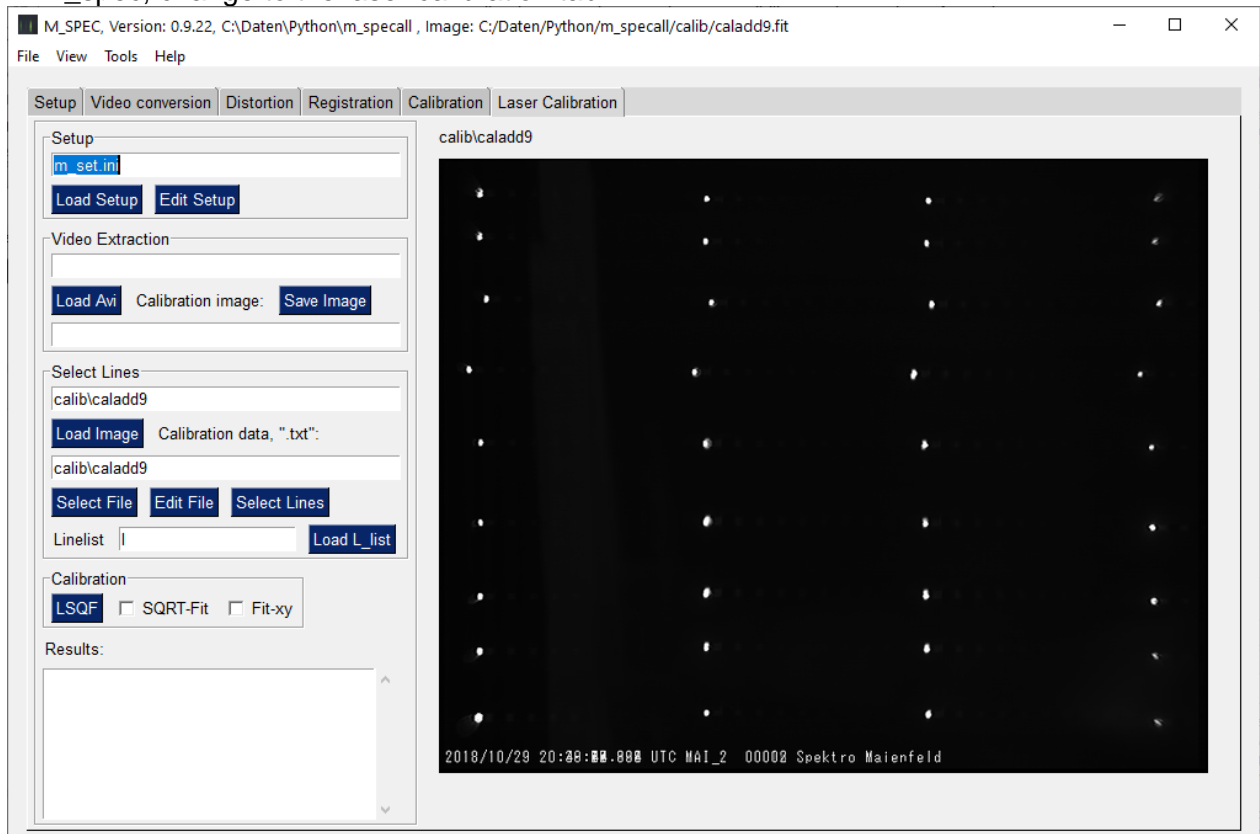 M_SPEC, Version: 0.9.22, C:\Daten\Python\m_specall , Image: C:/Daten/Python/m_specall/calib/caladd9.fit
File View Tools Help
Setup Video conversion Distortion Registration Calibration Laser Calibration
Setup
m_set.ini
Load Setup Edit Setup
Video Extraction
Load Avi Calibration image: Save Image
Select Lines
calib\caladd9
Load Image Calibration data, ".txt":
calib\caladd9
Select File Edit File Select Lines
Linelist l Load L_list
Calibration
LSQF SQRT-Fit Fit-xy
Results:
calib\caladd9
2018/10/29 UTC MAI_2 Spektro Maienfeld